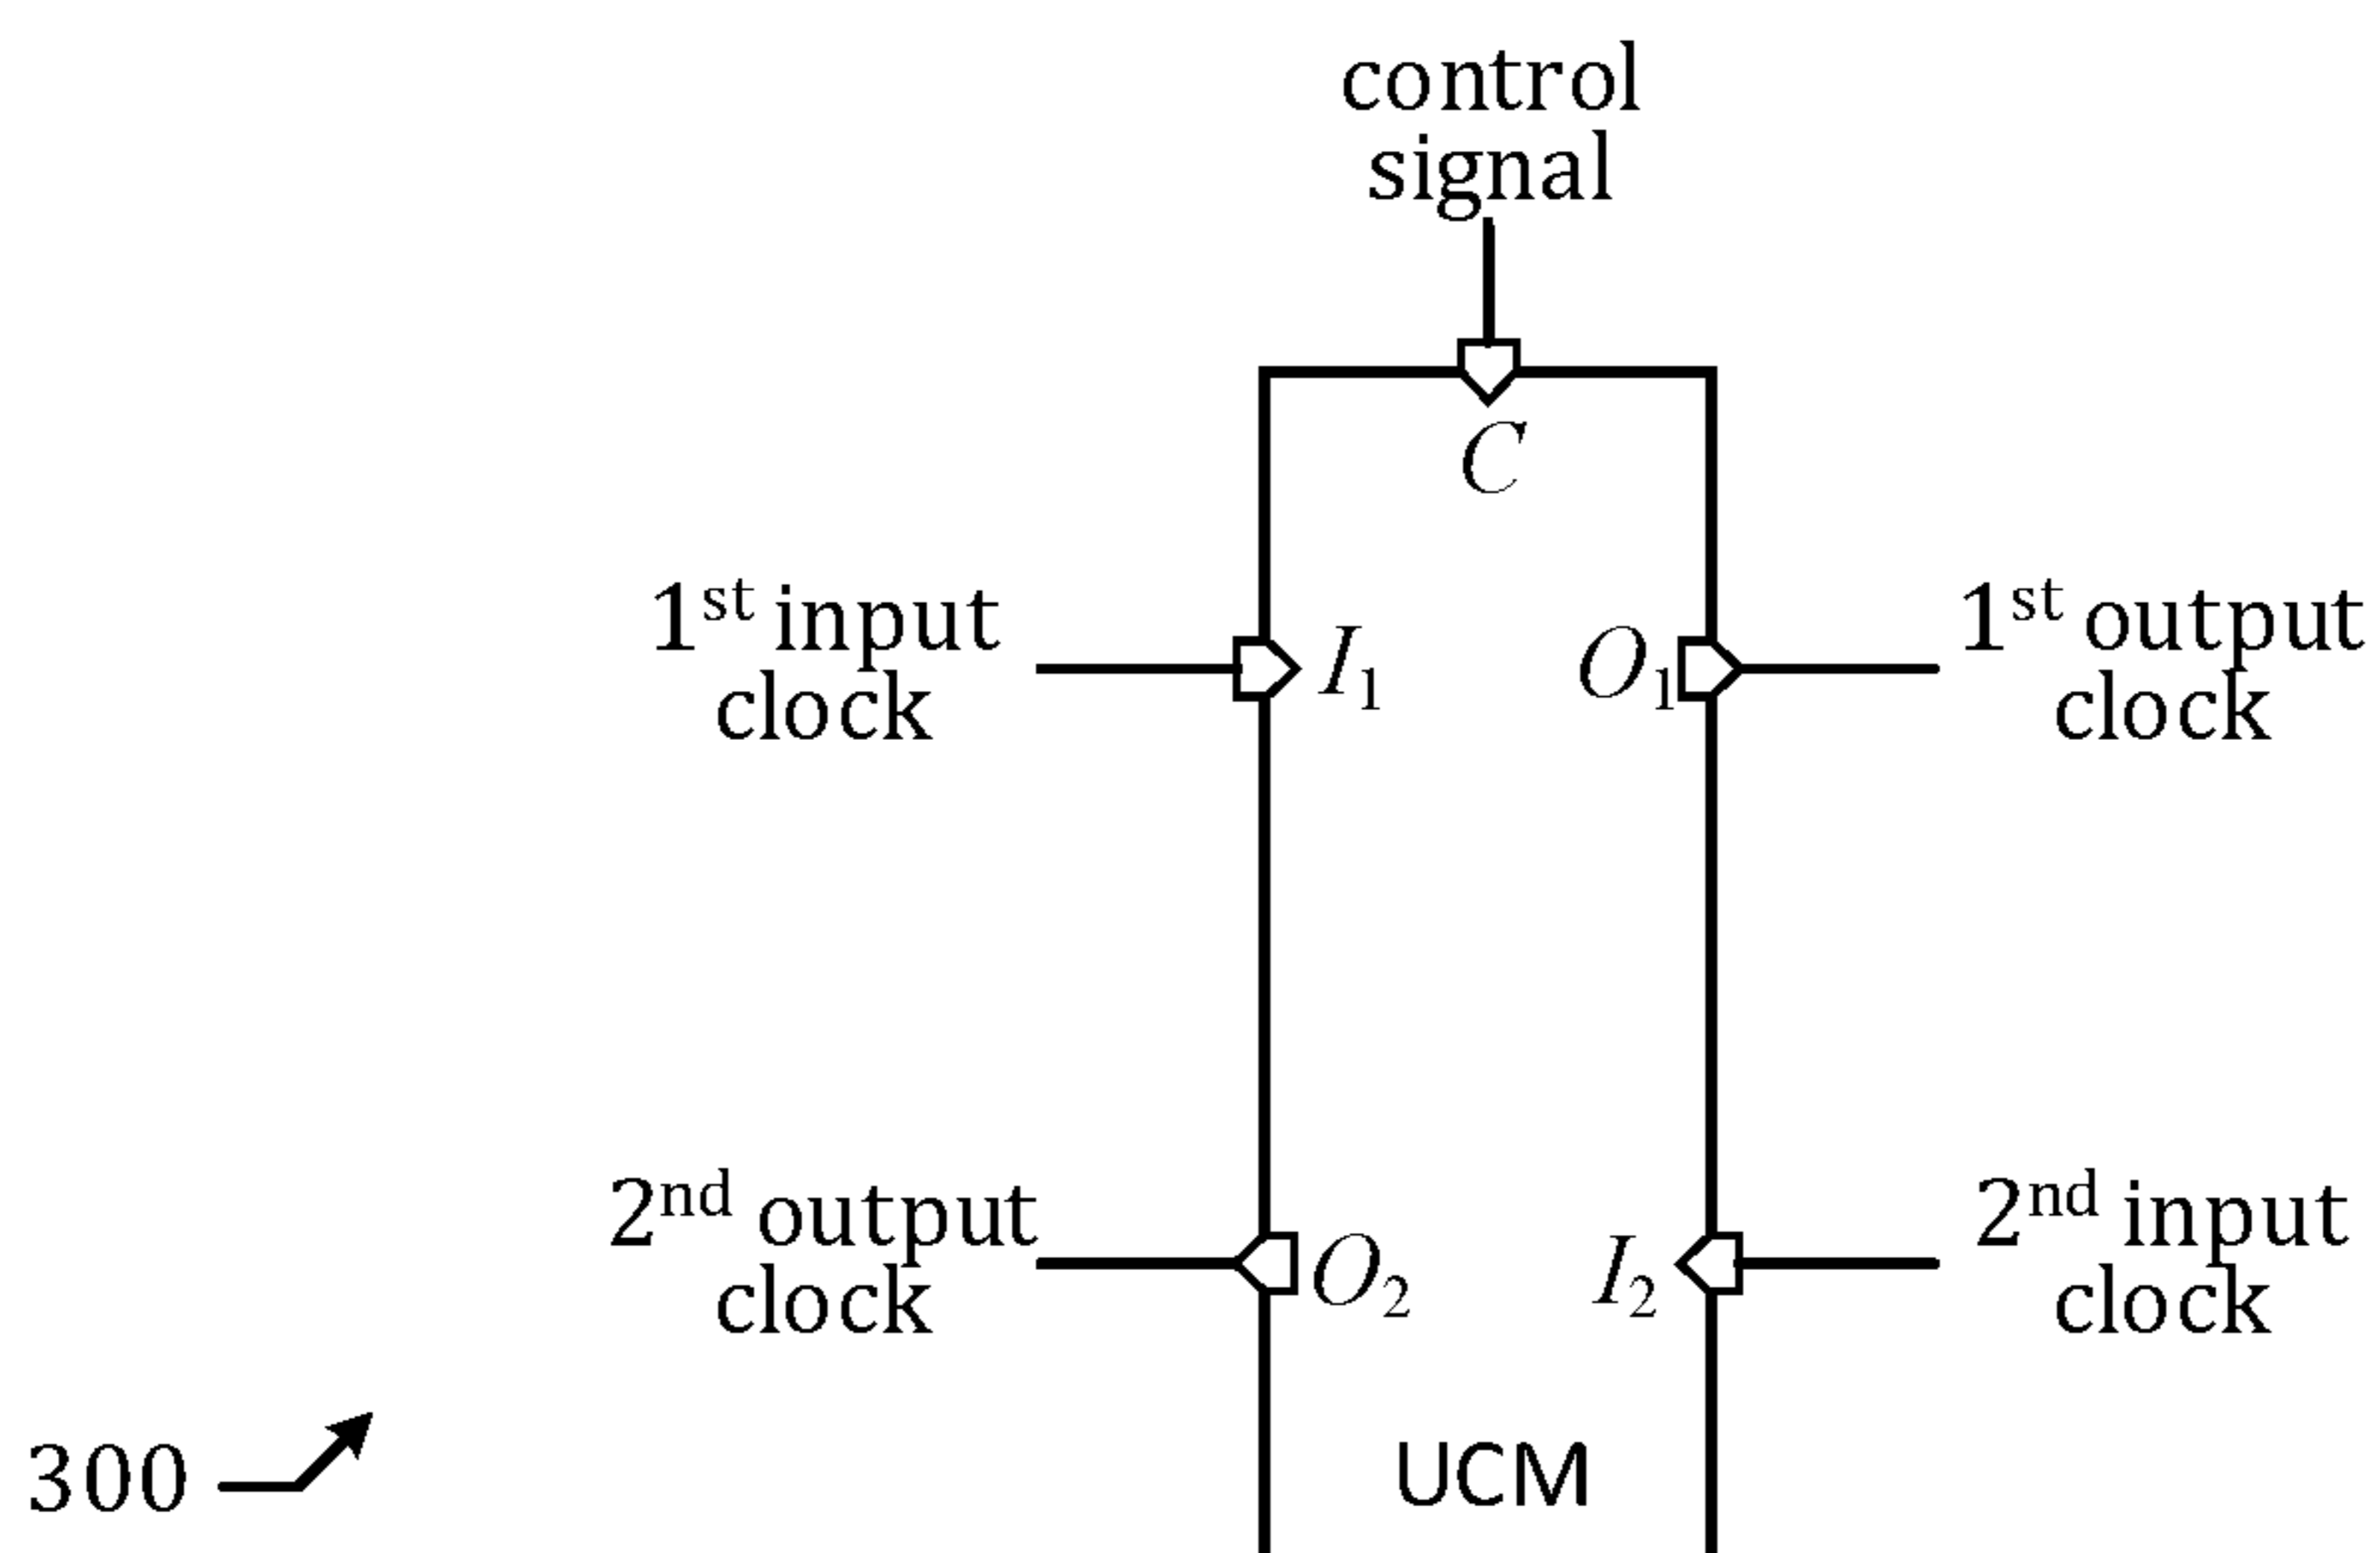 control
signal
C
1st input
clock
I1
O1
1st output
clock
2nd output
clock
O2
I2
2nd input
clock
300
UCM